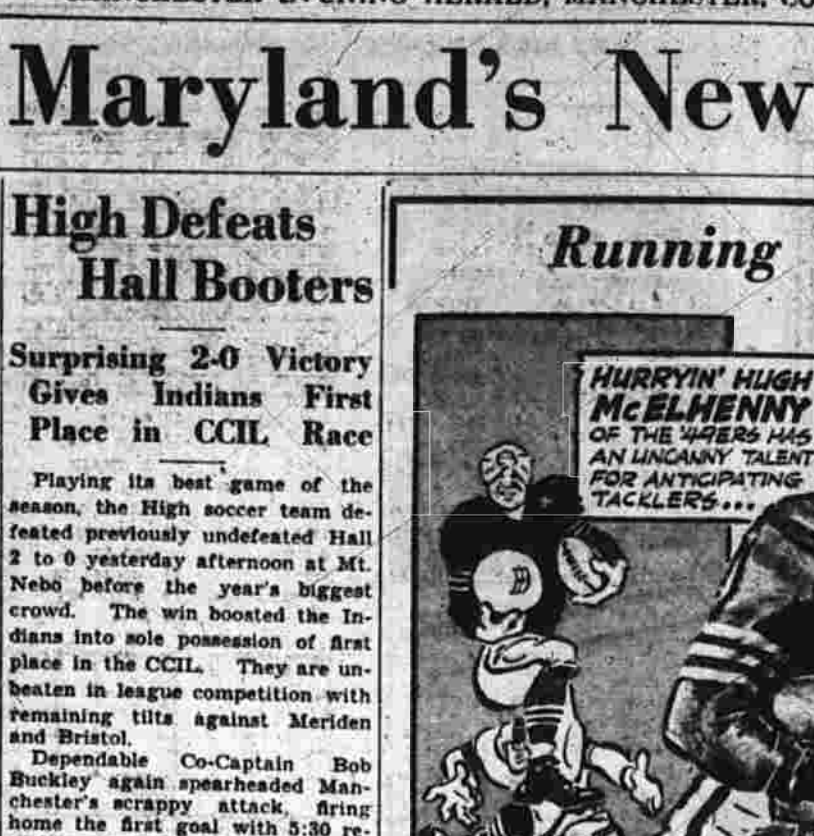 MANCHESTER EVENING HERALD, MANCHESTER, CO
Maryland's New
High Defeats
Hall Booters
Surprising 2-0 Victory
Gives Indians First
Place in CCIL Race
Playing its best game of the
season, the High soccer team de-
feated previously undefeated Hall
2 to 0 yesterday afternoon at Mt.
Nebo before the year's biggest
crowd. The win boosted the In-
dians into sole possession of first
place in the CCIL. They are un-
beaten in league competition with
remaining tilts against Meriden
and Bristol.
Dependable Co-Captain Bob
Buckley again spearheaded Man-
chester's scrappy attack, firing
home the first goal with 5:30 re-
Running
HURRYIN' HUGH
McELHENNY
OF THE '49ERS HAS
AN UNCANNY TALENT
FOR ANTICIPATING
TACKLERS...